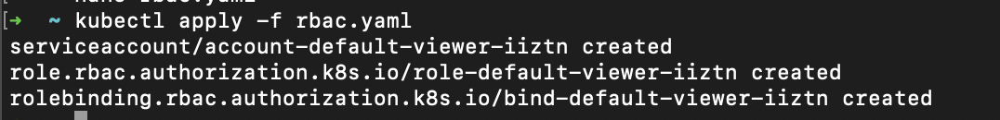 ➜  ~ kubectl apply -f rbac.yaml
serviceaccount/account-default-viewer-iiztn created
role.rbac.authorization.k8s.io/role-default-viewer-iiztn created
rolebinding.rbac.authorization.k8s.io/bind-default-viewer-iiztn created